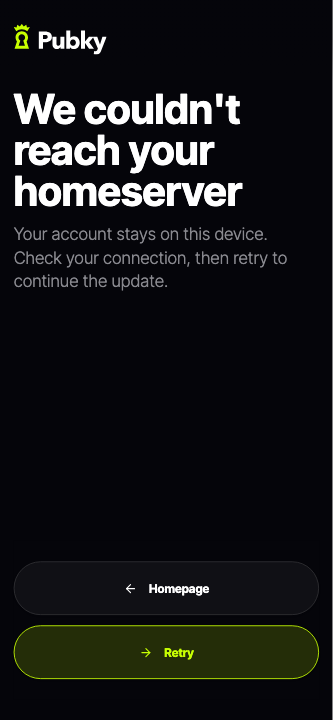 Pubky
We couldn't
reach your
homeserver
Your account stays on this device.
Check your connection, then retry to
continue the update.
Homepage
Retry